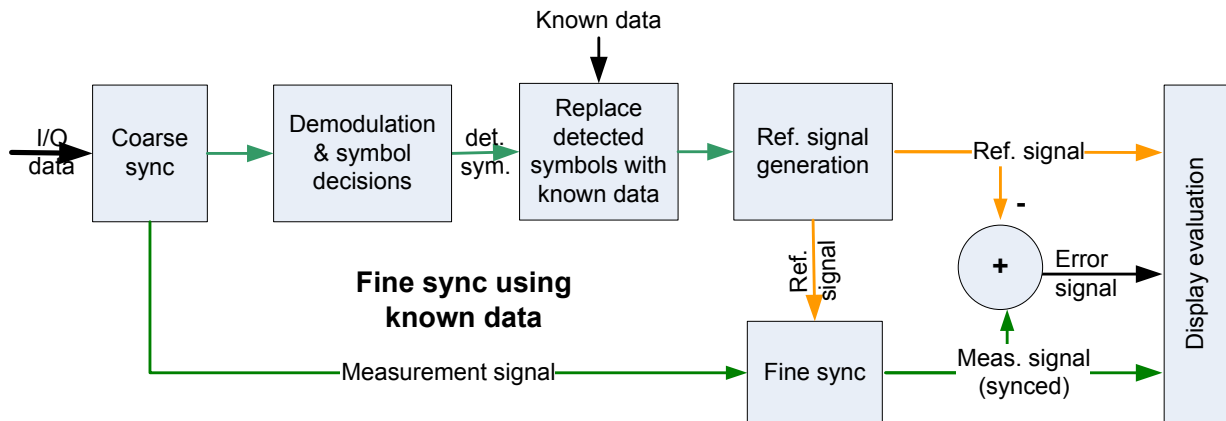 Known data
I/Q
data
Coarse
sync
Demodulation
& symbol
decisions
det.
sym.
Replace
detected
symbols with
known data
Ref. signal
generation
Ref. signal
-
Ref.
signal
+
Error
signal
Display evaluation
Fine sync using
known data
Measurement signal
Fine sync
Meas. signal
(synced)